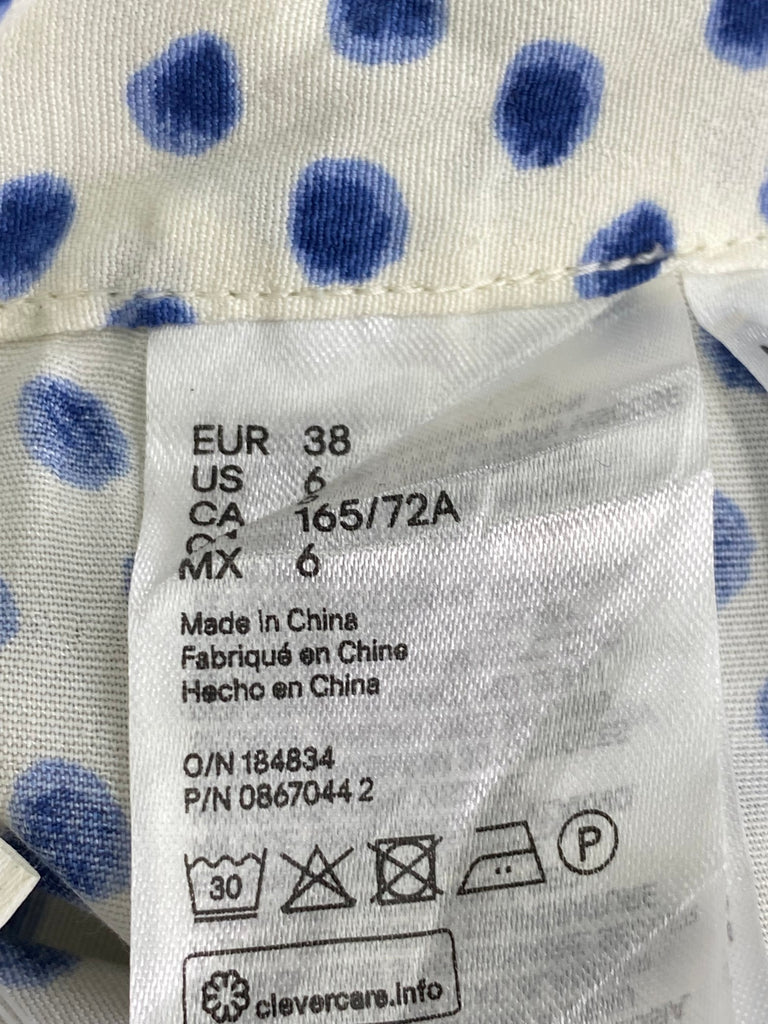 EUR 38
US 6
CA
165/72A
MX 6
Made in China
Fabriqué en Chine
Hecho en China
O/N 184834
P/N 0867044 2
30
P
clevercare.info